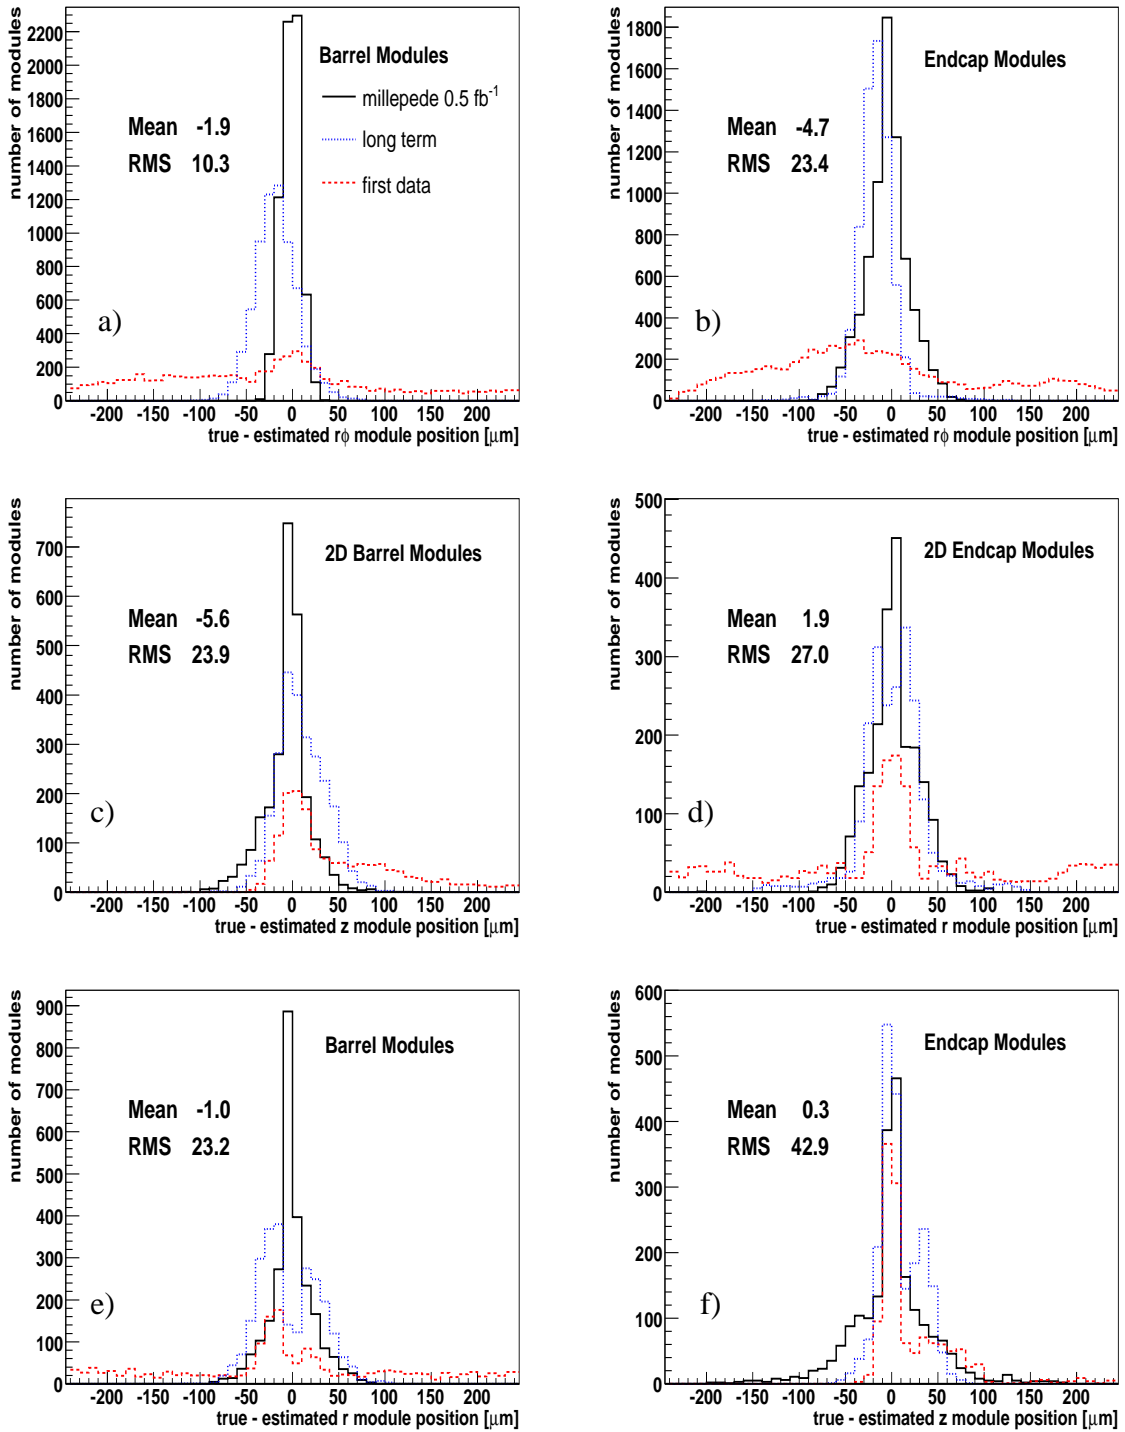 number of modules
2200
2000
1800
1600
1400
1200
1000
800
600
400
200
0
Barrel Modules
millepede 0.5 fb-1
long term
first data
Mean -1.9
RMS 10.3
a)
-200 -150 -100 -50 0 50 100 150 200
true - estimated rϕ module position [μm]
number of modules
1800
1600
1400
1200
1000
800
600
400
200
0
Endcap Modules
Mean -4.7
RMS 23.4
b)
-200 -150 -100 -50 0 50 100 150 200
true - estimated rϕ module position [μm]
number of modules
700
600
500
400
300
200
100
0
2D Barrel Modules
Mean -5.6
RMS 23.9
c)
-200 -150 -100 -50 0 50 100 150 200
true - estimated z module position [μm]
number of modules
500
400
300
200
100
0
2D Endcap Modules
Mean 1.9
RMS 27.0
d)
-200 -150 -100 -50 0 50 100 150 200
true - estimated r module position [μm]
number of modules
900
800
700
600
500
400
300
200
100
0
Barrel Modules
Mean -1.0
RMS 23.2
e)
-200 -150 -100 -50 0 50 100 150 200
true - estimated r module position [μm]
number of modules
600
500
400
300
200
100
0
Endcap Modules
Mean 0.3
RMS 42.9
f)
-200 -150 -100 -50 0 50 100 150 200
true - estimated z module position [μm]